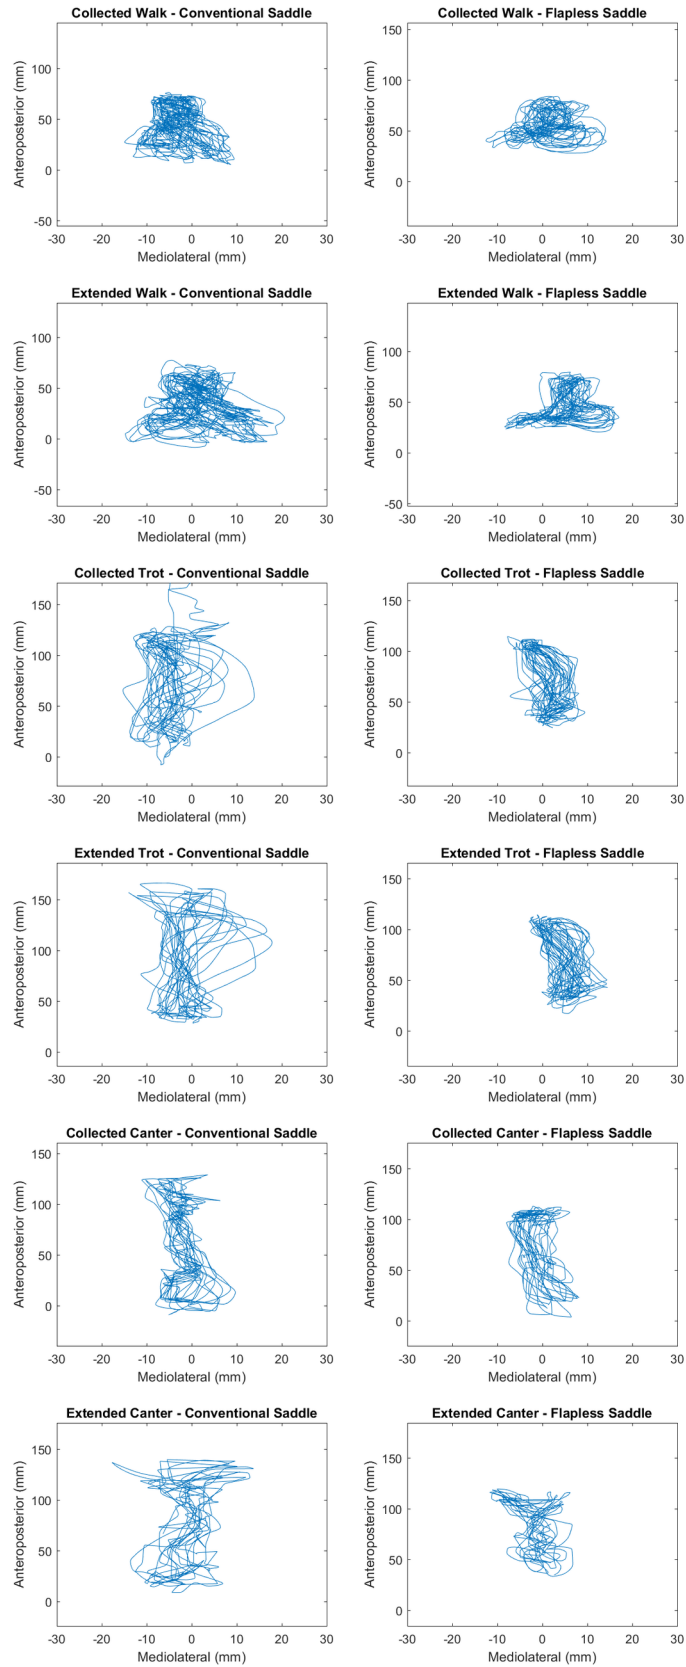 Collected Walk - Conventional Saddle
100
50
0
-50
Anteroposterior (mm)
-30 -20 -10 0 10 20 30
Mediolateral (mm)
Collected Walk - Flapless Saddle
150
100
50
0
Anteroposterior (mm)
-30 -20 -10 0 10 20 30
Mediolateral (mm)
Extended Walk - Conventional Saddle
100
50
0
-50
Anteroposterior (mm)
-30 -20 -10 0 10 20 30
Mediolateral (mm)
Extended Walk - Flapless Saddle
100
50
0
-50
Anteroposterior (mm)
-30 -20 -10 0 10 20 30
Mediolateral (mm)
Collected Trot - Conventional Saddle
150
100
50
0
Anteroposterior (mm)
-30 -20 -10 0 10 20 30
Mediolateral (mm)
Collected Trot - Flapless Saddle
150
100
50
0
Anteroposterior (mm)
-30 -20 -10 0 10 20 30
Mediolateral (mm)
Extended Trot - Conventional Saddle
150
100
50
0
Anteroposterior (mm)
-30 -20 -10 0 10 20 30
Mediolateral (mm)
Extended Trot - Flapless Saddle
150
100
50
0
Anteroposterior (mm)
-30 -20 -10 0 10 20 30
Mediolateral (mm)
Collected Canter - Conventional Saddle
150
100
50
0
Anteroposterior (mm)
-30 -20 -10 0 10 20 30
Mediolateral (mm)
Collected Canter - Flapless Saddle
150
100
50
0
Anteroposterior (mm)
-30 -20 -10 0 10 20 30
Mediolateral (mm)
Extended Canter - Conventional Saddle
150
100
50
0
Anteroposterior (mm)
-30 -20 -10 0 10 20 30
Mediolateral (mm)
Extended Canter - Flapless Saddle
150
100
50
0
Anteroposterior (mm)
-30 -20 -10 0 10 20 30
Mediolateral (mm)